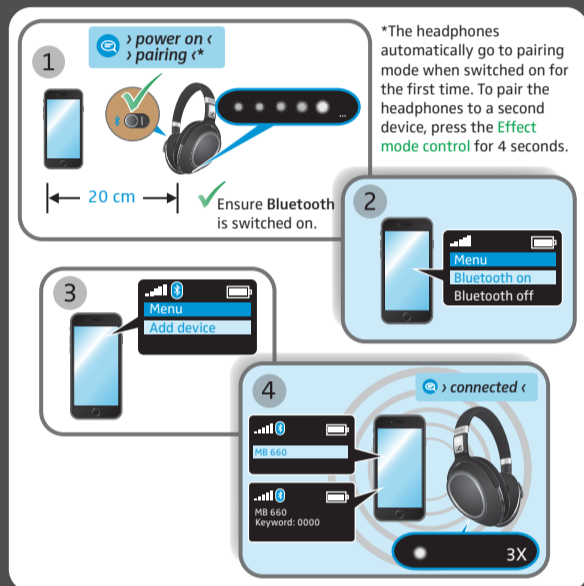 1
› power on ‹
› pairing ‹*
...
20 cm
Ensure Bluetooth
is switched on.
*The headphones
automatically go to pairing
mode when switched on for
the first time. To pair the
headphones to a second
device, press the Effect
mode control for 4 seconds.
2
Menu
Bluetooth on
Bluetooth off
3
Menu
Add device
4
› connected ‹
MB 660
MB 660
Keyword: 0000
3X